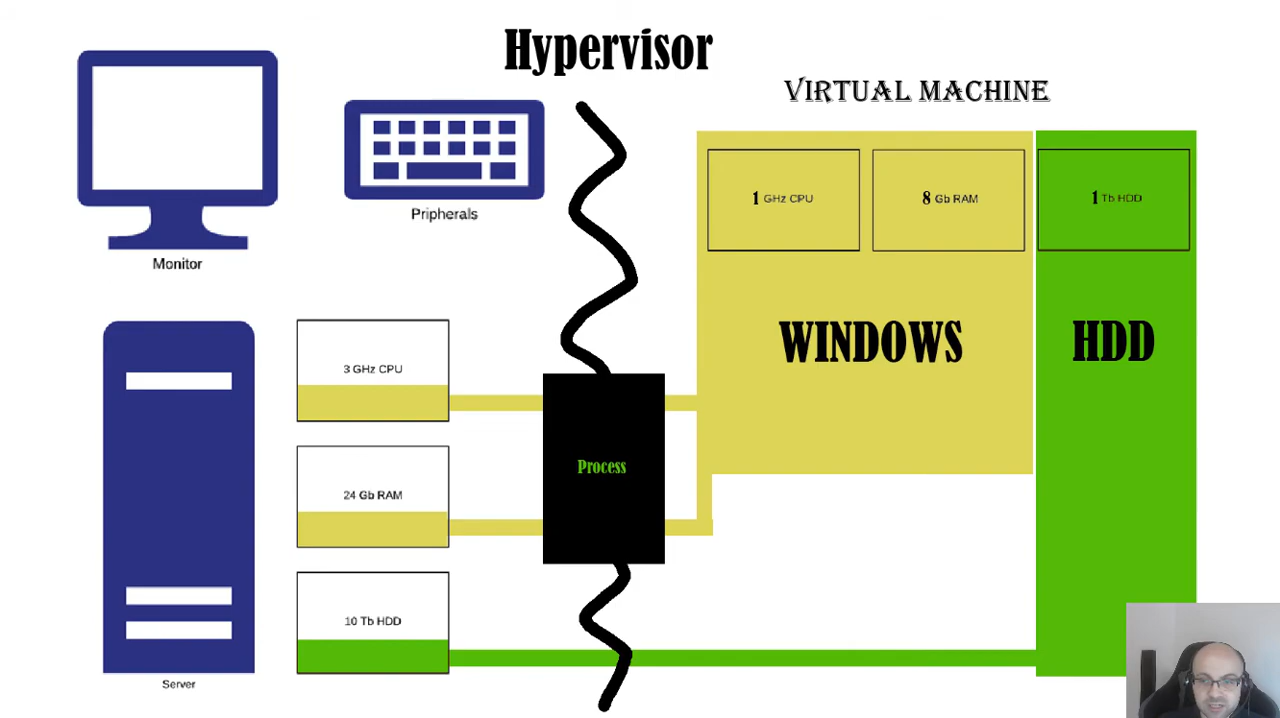 Hypervisor
VIRTUAL MACHINE
Monitor
Pripherals
1 GHz CPU
8 Gb RAM
1 Tb HDD
WINDOWS
HDD
3 GHz CPU
24 Gb RAM
10 Tb HDD
Process
Server